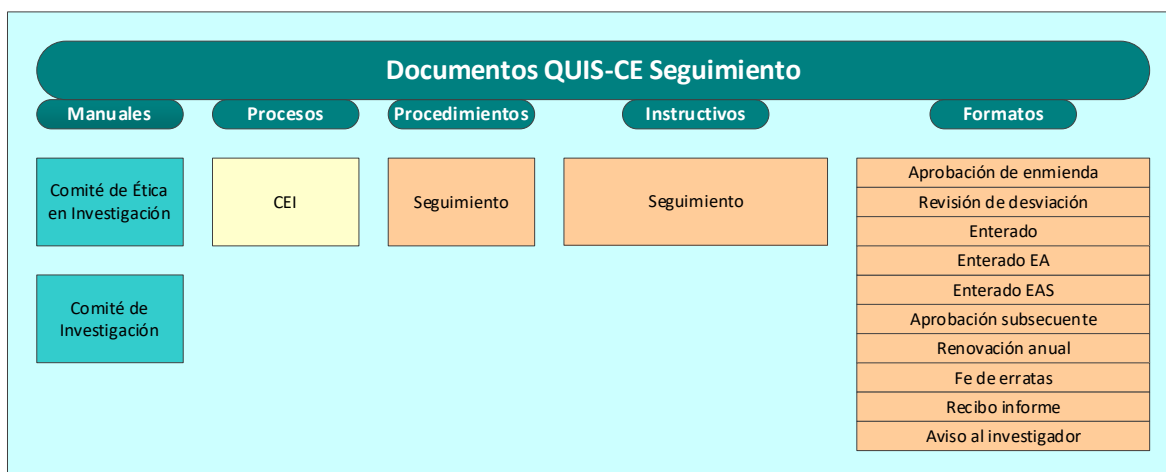 Documentos QUIS-CE Seguimiento
Manuales
Procesos
Procedimientos
Instructivos
Formatos
Comité de Ética
en Investigación
CEI
Seguimiento
Seguimiento
Comité de
Investigación
Aprobación de enmienda
Revisión de desviación
Enterado
Enterado EA
Enterado EAS
Aprobación subsecuente
Renovación anual
Fe de erratas
Recibo informe
Aviso al investigador